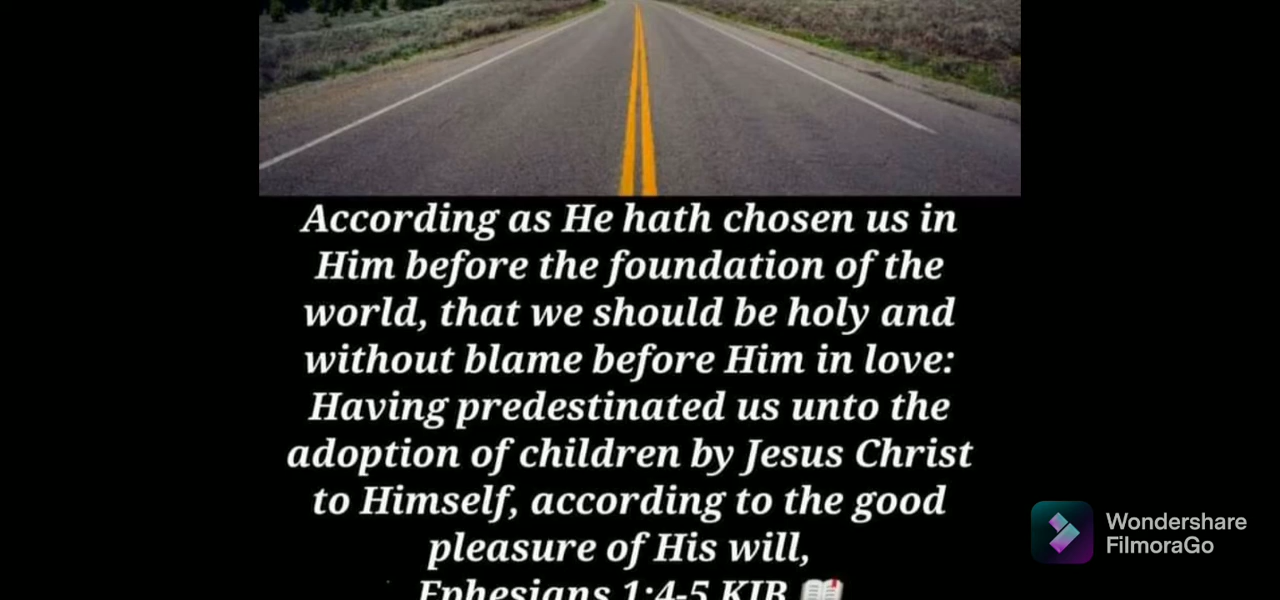 According as He hath chosen us in
Him before the foundation of the
world, that we should be holy and
without blame before Him in love:
Having predestinated us unto the
adoption of children by Jesus Christ
to Himself, according to the good
pleasure of His will,
Ephesians 1:4-5 KJB
Wondershare
FilmoraGo